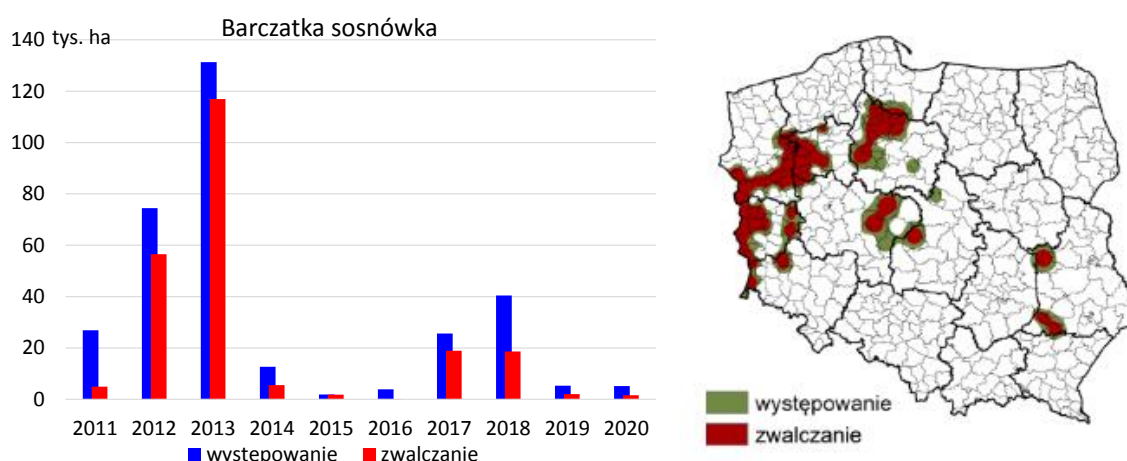 Barczatka sosnówka
tys. ha
140
120
100
80
60
40
20
0
2011 2012 2013 2014 2015 2016 2017 2018 2019 2020
występowanie zwalczanie
występowanie
zwalczanie